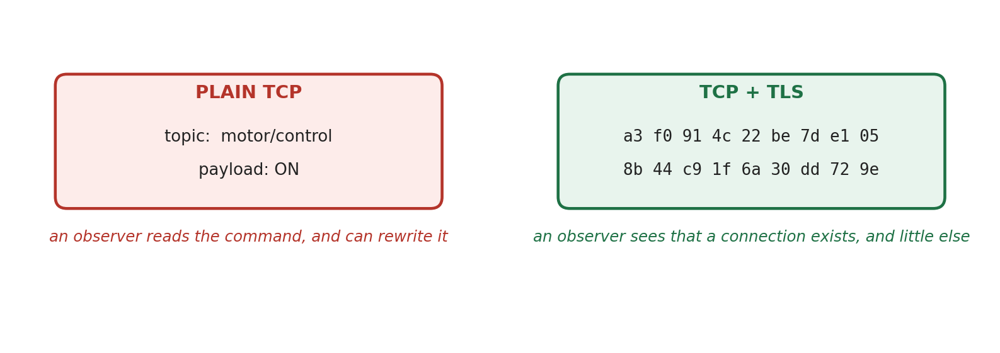 PLAIN TCP
topic:  motor/control
payload: ON
an observer reads the command, and can rewrite it
TCP + TLS
a3 f0 91 4c 22 be 7d e1 05
8b 44 c9 1f 6a 30 dd 72 9e
an observer sees that a connection exists, and little else